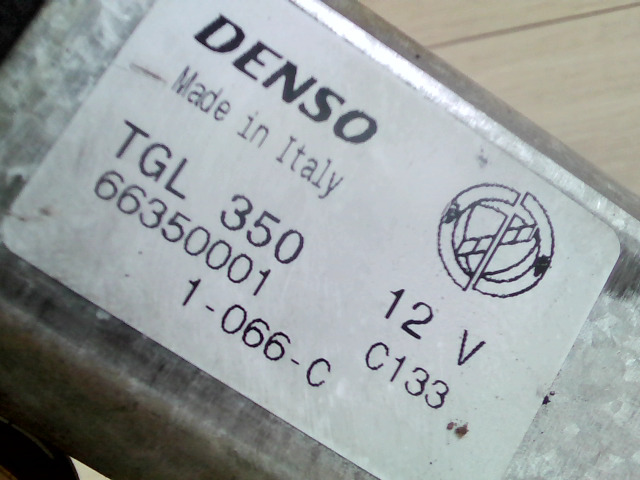 DENSO
Made in Italy
TGL 350
66350001 12 V
1-066-C C133